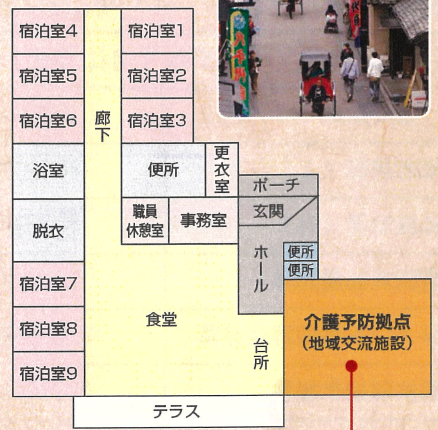 宿泊室4
宿泊室1
宿泊室5
宿泊室2
宿泊室6
廊下
宿泊室3
浴室
便所
更衣室
ポーチ
脱衣
職員
休憩室
事務室
玄関
ホール
便所
便所
宿泊室7
宿泊室8
食堂
台所
介護予防拠点
(地域交流施設)
宿泊室9
テラス